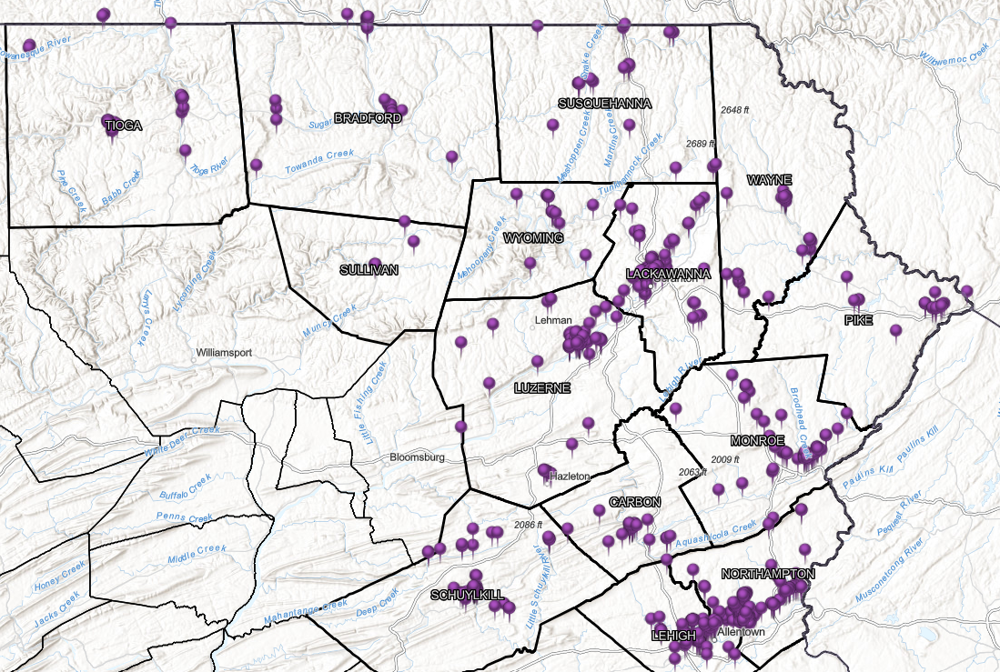 Snake Creek
Willowemoc Creek
owanesque River
SUSQUEHANNA
TIOGA
BRADFORD
Sugar
2648 ft
2689 ft
Meshoppen Creek
Martins Creek
Tunkhannock Creek
Towanda Creek
Tioga River
Pine Creek
Babb Creek
WAYNE
WYOMING
Mehoopany Creek
SULLIVAN
LACKAWANNA
Scranton
Lycoming Creek
Larrys Creek
Muncy Creek
Lehman
PIKE
Williamsport
LUZERNE
Lehigh River
Little Fishing Creek
Brodhead Creek
MONROE
White Deer Creek
Bloomsburg
2009 ft
2063 ft
Hazleton
Paulins Kill
Paulins Kill
Buffalo Creek
CARBON
Penns Creek
2086 ft
Aquashicola Creek
Pequest River
Middle Creek
Little Schuylkill River
Musconetcong River
Honey Creek
NORTHAMPTON
SCHUYLKILL
Jacks Creek
Mahantango Creek
Deep Creek
LEHIGH
Allentown